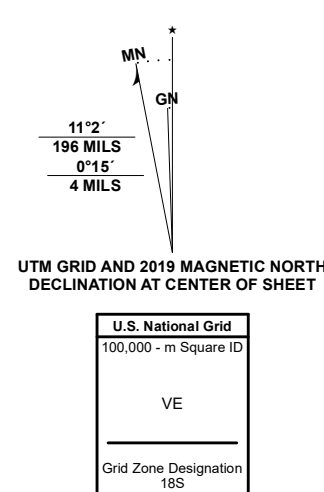 ★
MN
GN
11°2´
196 MILS
0°15´
4 MILS
UTM GRID AND 2019 MAGNETIC NORTH
DECLINATION AT CENTER OF SHEET
U.S. National Grid
100,000 - m Square ID
VE
Grid Zone Designation
18S